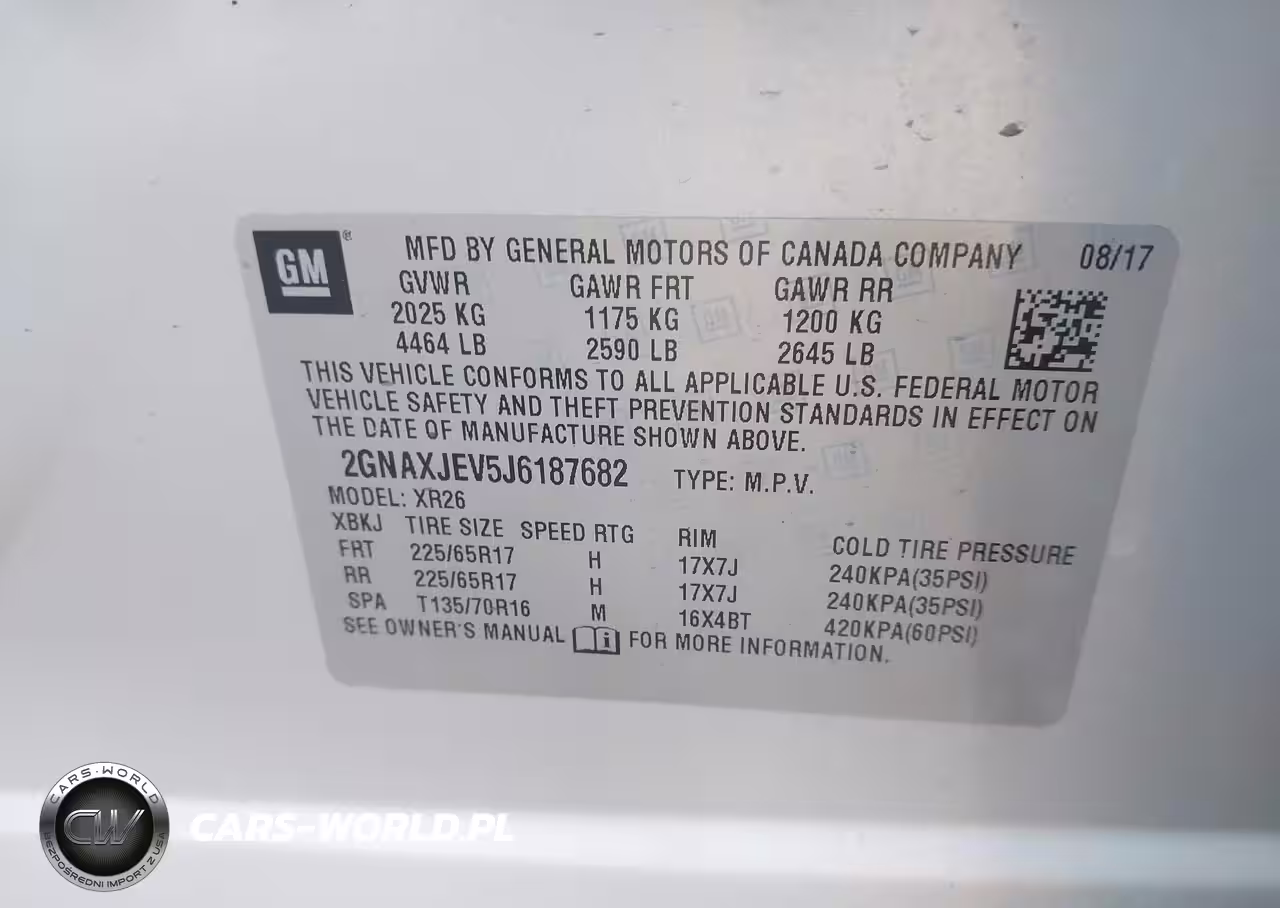 GM®
MFD BY GENERAL MOTORS OF CANADA COMPANY 08/17
GVWR GAWR FRT GAWR RR
2025 KG 1175 KG 1200 KG
4464 LB 2590 LB 2645 LB
THIS VEHICLE CONFORMS TO ALL APPLICABLE U.S. FEDERAL MOTOR
VEHICLE SAFETY AND THEFT PREVENTION STANDARDS IN EFFECT ON
THE DATE OF MANUFACTURE SHOWN ABOVE.
2GNAXJEV5J6187682 TYPE: M.P.V.
MODEL: XR26
XBKJ TIRE SIZE SPEED RTG RIM COLD TIRE PRESSURE
FRT 225/65R17 H 17X7J 240KPA(35PSI)
RR 225/65R17 H 17X7J 240KPA(35PSI)
SPA T135/70R16 M 16X4BT 420KPA(60PSI)
SEE OWNER'S MANUAL i FOR MORE INFORMATION.
CARS-WORLD
CW
BEZPOŚREDNI IMPORT Z USA
CARS-WORLD.PL